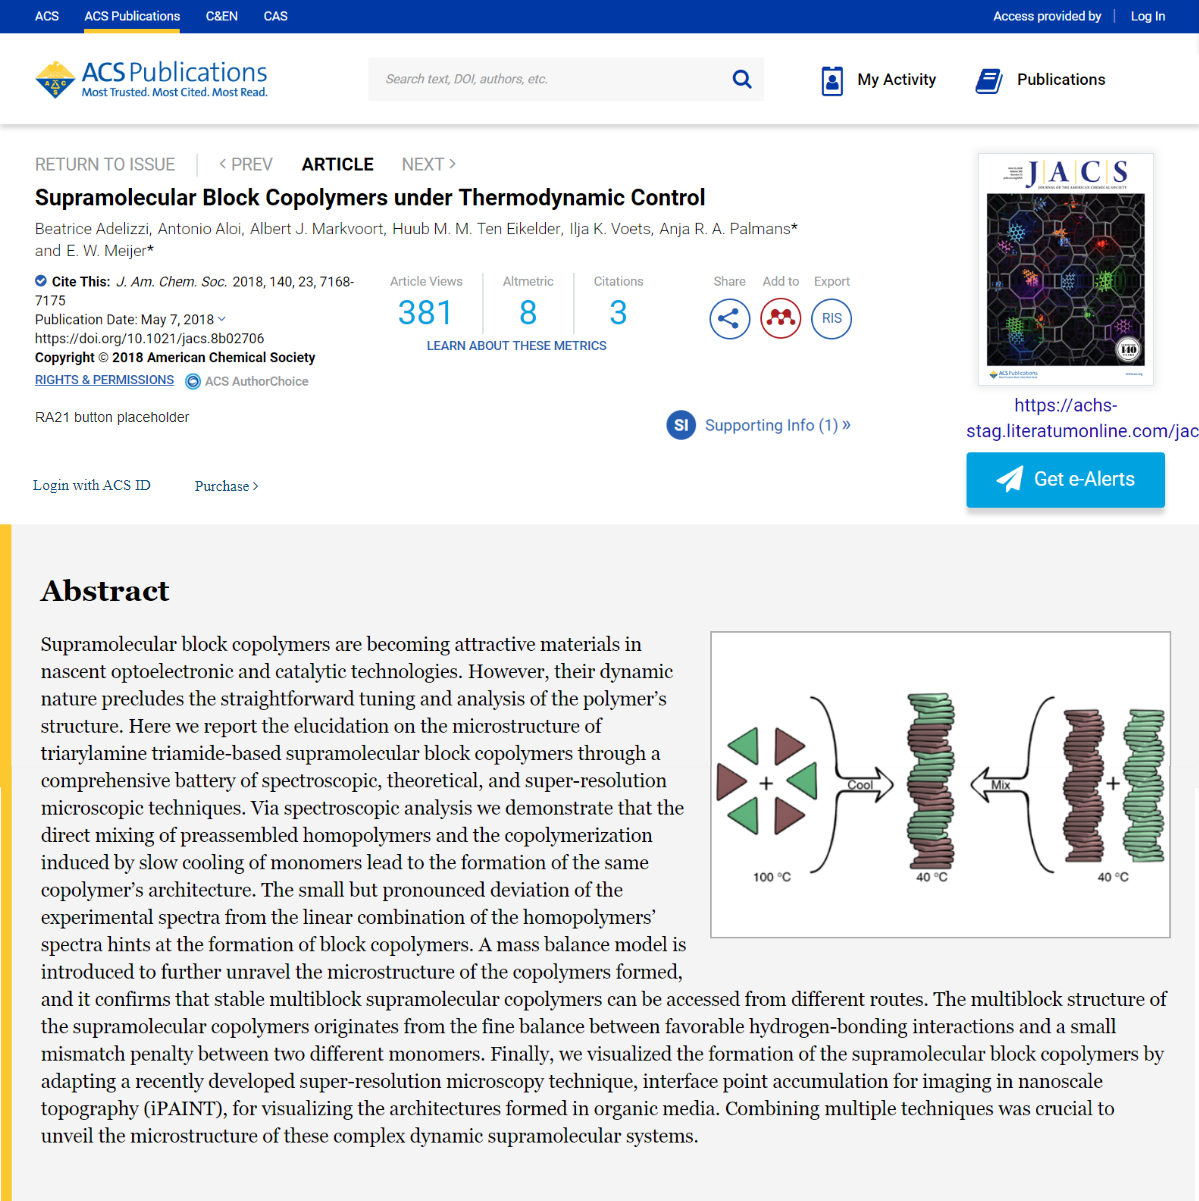 ACS ACS Publications C&EN CAS Access provided by Log In
ACS Publications
Most Trusted. Most Cited. Most Read.
Search text, DOI, authors, etc.
My Activity Publications
RETURN TO ISSUE < PREV ARTICLE NEXT >
Supramolecular Block Copolymers under Thermodynamic Control
Beatrice Adelizzi, Antonio Aloi, Albert J. Markvoort, Huub M. M. Ten Eikelder, Ilja K. Voets, Anja R. A. Palmans*
and E. W. Meijer*
Cite This: J. Am. Chem. Soc. 2018, 140, 23, 7168-
7175
Publication Date: May 7, 2018
https://doi.org/10.1021/jacs.8b02706
Copyright © 2018 American Chemical Society
RIGHTS & PERMISSIONS ACS AuthorChoice
Article Views Altmetric Citations
381 8 3
LEARN ABOUT THESE METRICS
Share Add to Export
RIS
RA21 button placeholder
SI Supporting Info (1) »
Login with ACS ID Purchase >
JACS
JOURNAL OF THE AMERICAN CHEMICAL SOCIETY
140
ACS Publications
https://achs-
stag.literatumonline.com/jac
Get e-Alerts
Abstract
Supramolecular block copolymers are becoming attractive materials in
nascent optoelectronic and catalytic technologies. However, their dynamic
nature precludes the straightforward tuning and analysis of the polymer’s
structure. Here we report the elucidation on the microstructure of
triarylamine triamide-based supramolecular block copolymers through a
comprehensive battery of spectroscopic, theoretical, and super-resolution
microscopic techniques. Via spectroscopic analysis we demonstrate that the
direct mixing of preassembled homopolymers and the copolymerization
induced by slow cooling of monomers lead to the formation of the same
copolymer’s architecture. The small but pronounced deviation of the
experimental spectra from the linear combination of the homopolymers’
spectra hints at the formation of block copolymers. A mass balance model is
introduced to further unravel the microstructure of the copolymers formed,
and it confirms that stable multiblock supramolecular copolymers can be accessed from different routes. The multiblock structure of
the supramolecular copolymers originates from the fine balance between favorable hydrogen-bonding interactions and a small
mismatch penalty between two different monomers. Finally, we visualized the formation of the supramolecular block copolymers by
adapting a recently developed super-resolution microscopy technique, interface point accumulation for imaging in nanoscale
topography (iPAINT), for visualizing the architectures formed in organic media. Combining multiple techniques was crucial to
unveil the microstructure of these complex dynamic supramolecular systems.
+ Cool Mix +
100 °C 40 °C 40 °C